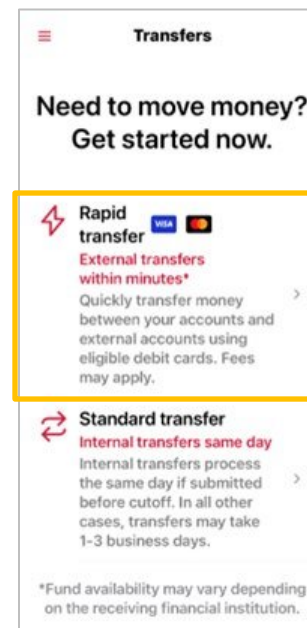 Transfers
Need to move money?
Get started now.
Rapid
transfer VISA
External transfers
within minutes*
Quickly transfer money
between your accounts and
external accounts using
eligible debit cards. Fees
may apply.
Standard transfer
Internal transfers same day
Internal transfers process
the same day if submitted
before cutoff. In all other
cases, transfers may take
1-3 business days.
*Fund availability may vary depending
on the receiving financial institution.